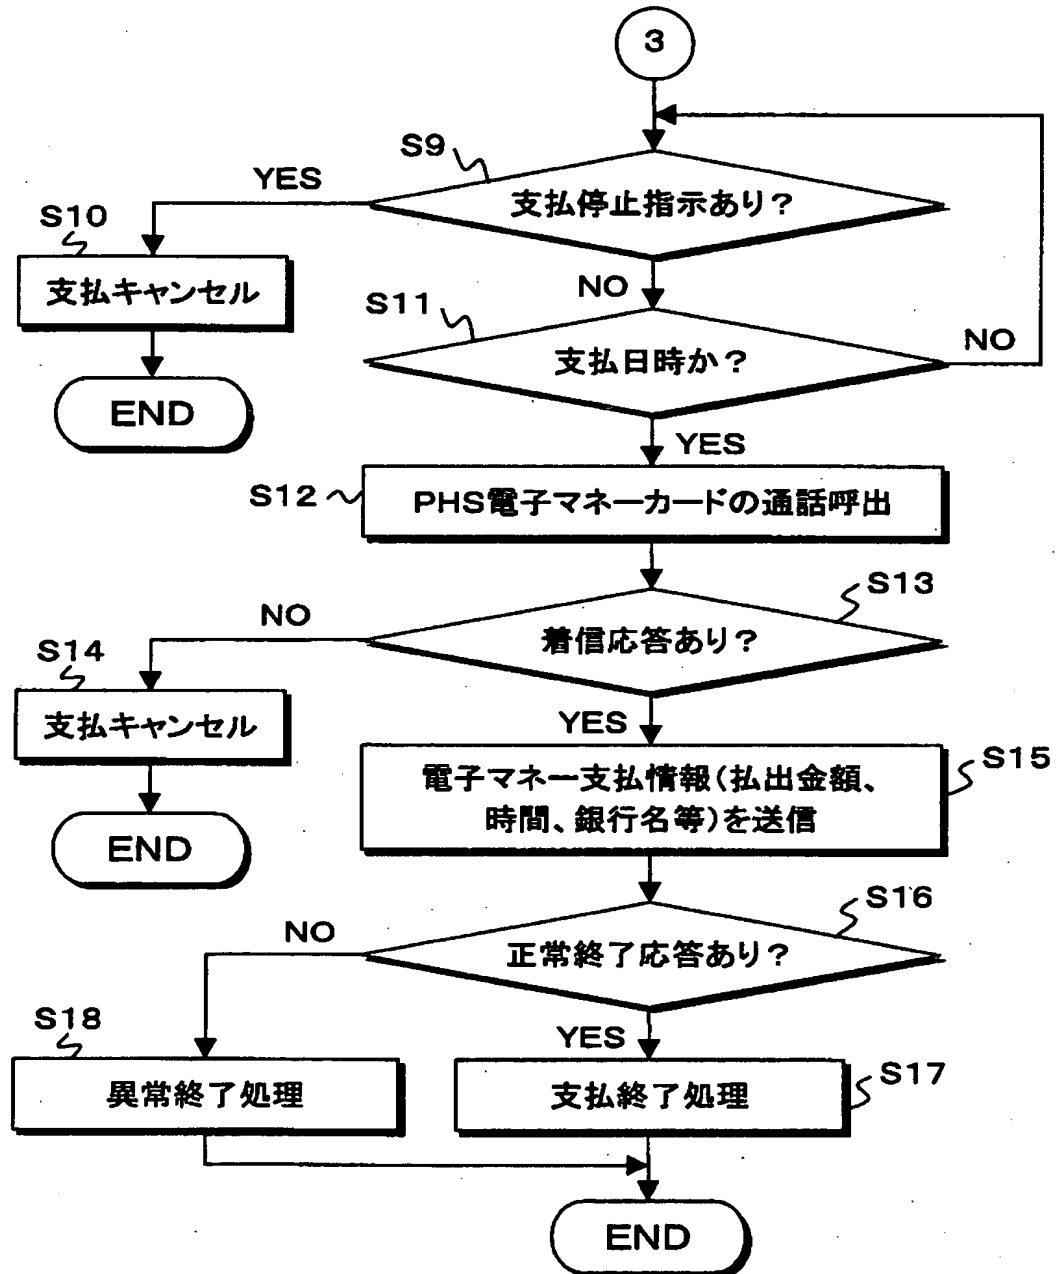 3
S9
YES
支払停止指示あり?
S10
支払キャンセル
NO
S11
支払日時か?
NO
END
YES
S12
PHS電子マネーカードの通話呼出
S13
NO
着信応答あり?
S14
支払キャンセル
YES
電子マネー支払情報(払出金額、
時間、銀行名等)を送信
S15
END
S16
NO
正常終了応答あり?
S18
YES
異常終了処理
支払終了処理
S17
END